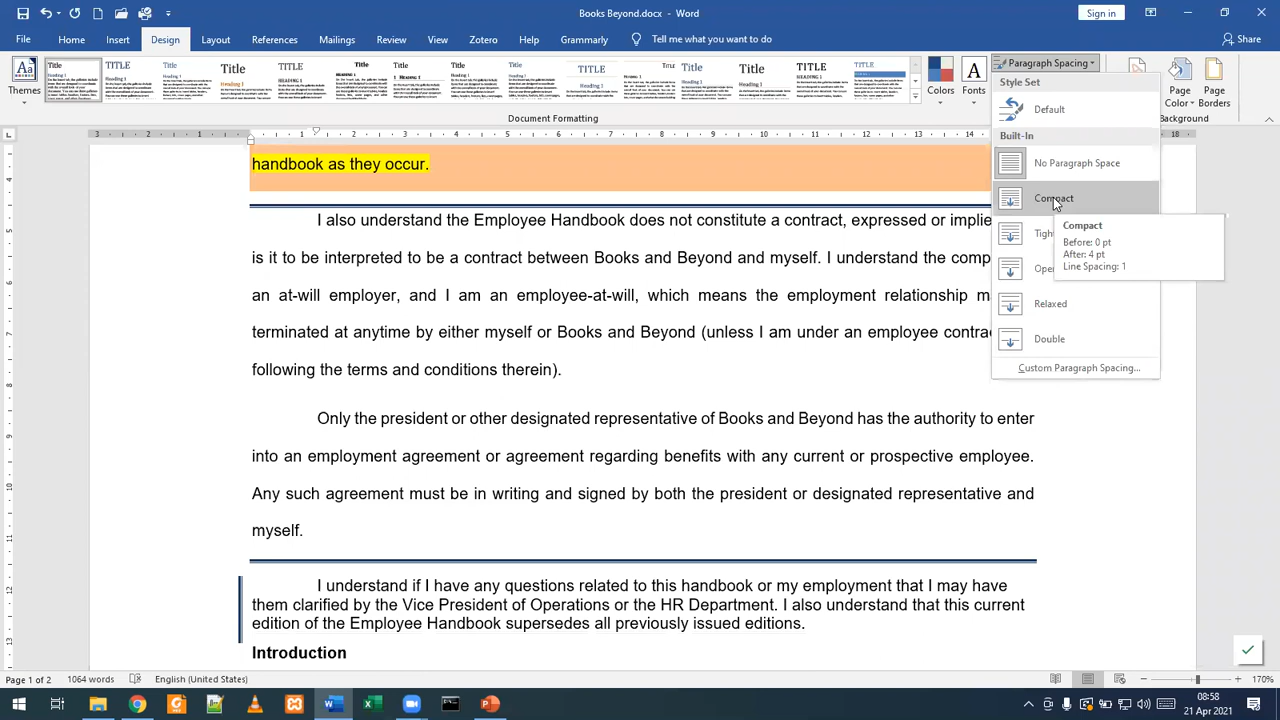 Books Beyond.docx - Word
Sign in
File Home Insert Design Layout References Mailings Review View Zotero Help Grammarly Tell me what you want to do Share
Themes
Document Formatting
Paragraph Spacing
Colors Fonts
Page Color
Page Borders
Background
Style Set
Default
Built-In
No Paragraph Space
Compact
Compact
Before: 0 pt
After: 4 pt
Line Spacing: 1
Relaxed
Double
Custom Paragraph Spacing...
handbook as they occur.
I also understand the Employee Handbook does not constitute a contract, expressed or implie
is it to be interpreted to be a contract between Books and Beyond and myself. I understand the comp
an at-will employer, and I am an employee-at-will, which means the employment relationship m
terminated at anytime by either myself or Books and Beyond (unless I am under an employee contrac
following the terms and conditions therein).
Only the president or other designated representative of Books and Beyond has the authority to enter
into an employment agreement or agreement regarding benefits with any current or prospective employee.
Any such agreement must be in writing and signed by both the president or designated representative and
myself.
I understand if I have any questions related to this handbook or my employment that I may have
them clarified by the Vice President of Operations or the HR Department. I also understand that this current
edition of the Employee Handbook supersedes all previously issued editions.
Introduction
Page 1 of 2 1064 words English (United States) 170%
08:58
21 Apr 2021